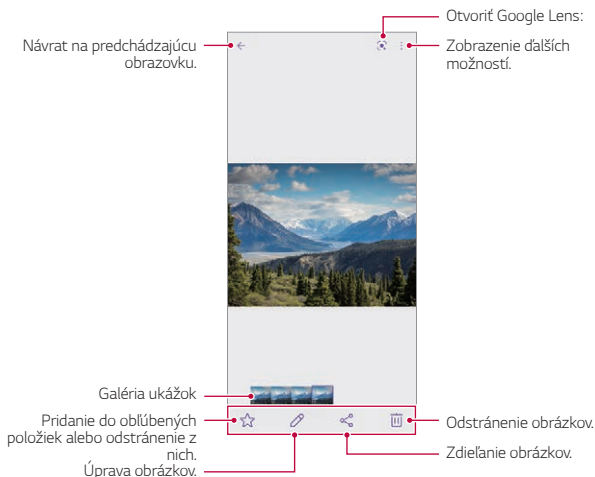 Otvoriť Google Lens:
Návrat na predchádzajúcu
obrazovku.
Zobrazenie ďalších
možností.
Galéria ukážok
Pridanie do obľúbených
položiek alebo odstránenie z
nich.
Úprava obrázkov.
Odstránenie obrázkov.
Zdieľanie obrázkov.